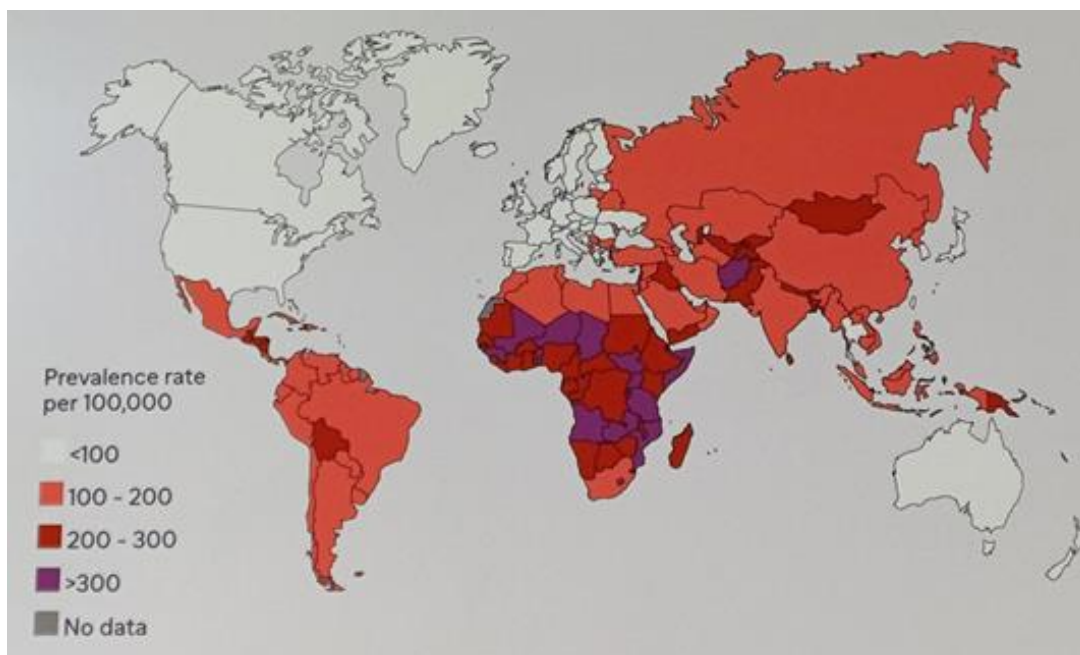 Prevalence rate
per 100,000
<100
100 - 200
200 - 300
>300
No data